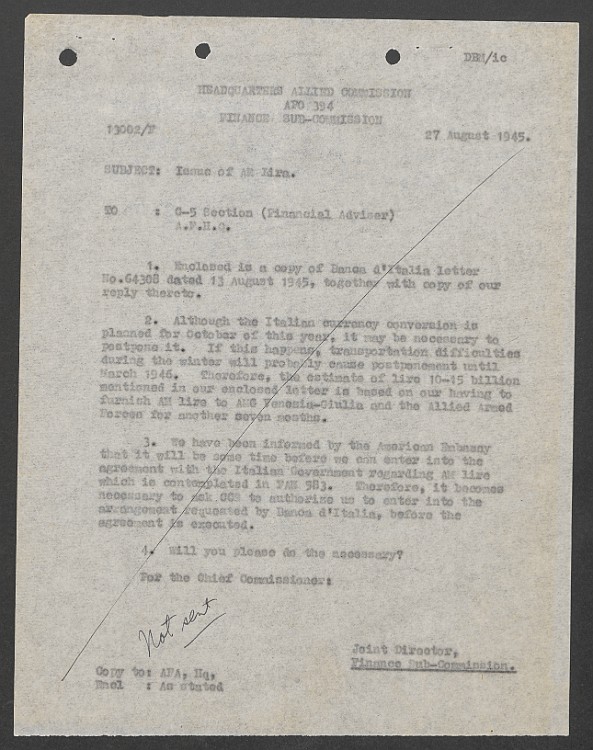 DEM/ic
HEADQUARTERS ALLIED COMMISSION
APO 394
FINANCE SUB-COMMISSION
13002/F
27 August 1945.
SUBJECT: Issue of AM Lira.
TO : G-5 Section (Financial Adviser)
A.F.H.Q.
1. Enclosed is a copy of Banca d'Italia letter
No.64308 dated 13 August 1945, together with copy of our
reply thereto.
2. Although the Italian currency conversion is
planned for October of this year, it may be necessary to
postpone it. If this happens, transportation difficulties
during the winter will probably cause postponement until
March 1946. Therefore, the estimate of lire 10-15 billion
mentioned in our enclosed letter is based on our having to
furnish AM lire to AMG Venezia-Giulia and the Allied Armed
Forces for another seven months.
3. We have been informed by the American Embassy
that it will be some time before we can enter into the
agreement with the Italian Government regarding AM lire
which is contemplated in FAN 583. Therefore, it becomes
necessary to ask CCS to authorize us to enter into the
arrangement requested by Banca d'Italia, before the
agreement is executed.
4. Will you please do the necessary?
For the Chief Commissioner:
Not sent
Joint Director,
Finance Sub-Commission.
Copy to: AFA, Hq,
Encl : As stated